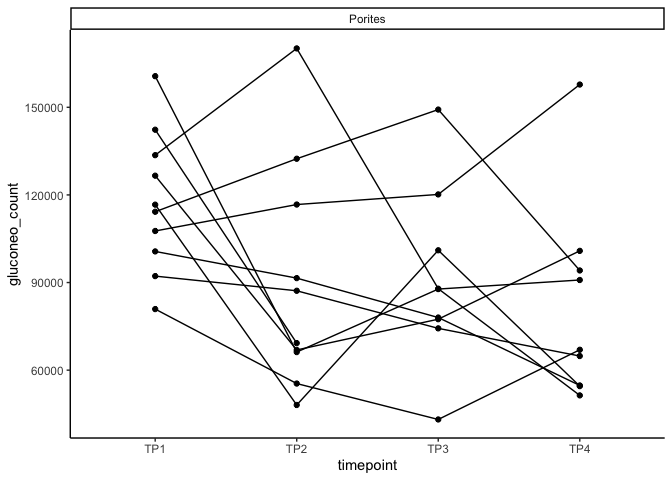 Porites
150000
120000
90000
60000
gluconeo_count
TP1 TP2 TP3 TP4
timepoint